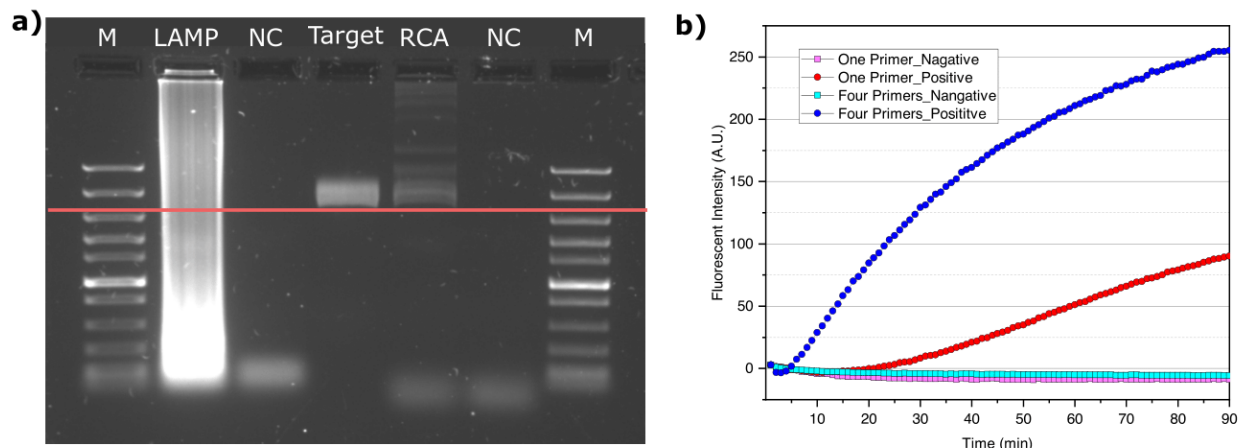 a)
M LAMP NC Target RCA NC M
b)
One Primer_Nagative
One Primer_Positive
Four Primers_Nangative
Four Primers_Posititve
Fluorescent Intensity (A.U.)
250
200
150
100
50
0
10 20 30 40 50 60 70 80 90
Time (min)